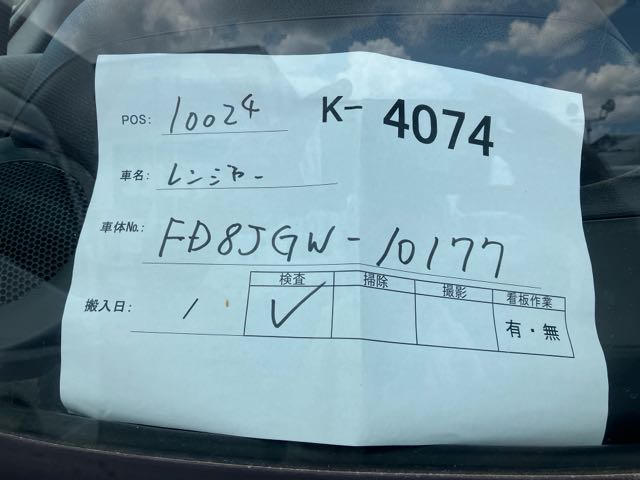 POS: 10024 K- 4074
車名: レンジャー
車体No.: FD8JGW-10177
検査 掃除 撮影 看板作業
搬入日: 1 ✓ 有・無